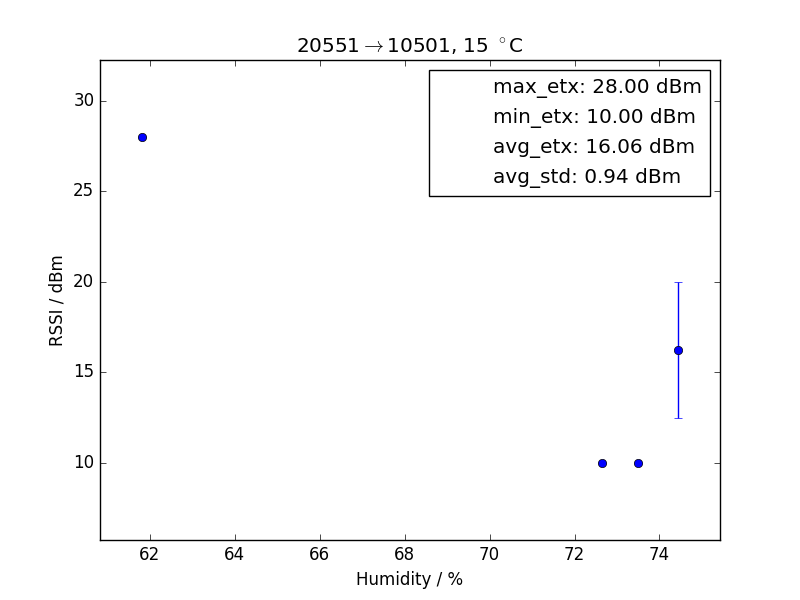 20551→10501, 15 °C
max_etx: 28.00 dBm
min_etx: 10.00 dBm
avg_etx: 16.06 dBm
avg_std: 0.94 dBm
30
25
20
15
10
RSSI / dBm
62 64 66 68 70 72 74
Humidity / %